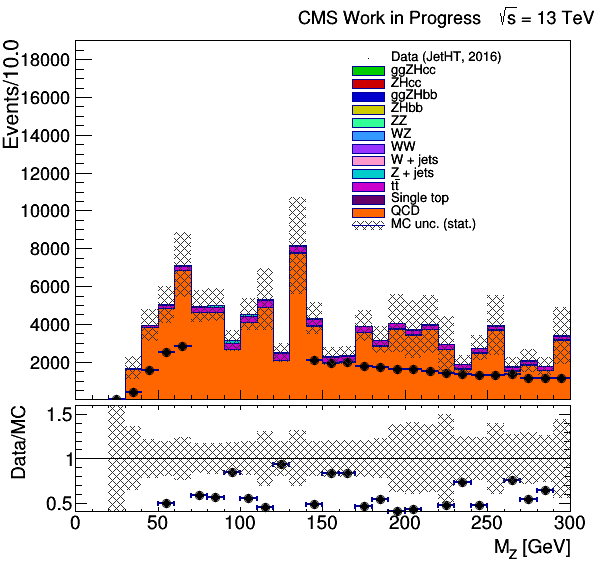 CMS Work in Progress √s = 13 TeV
Events/10.0
18000
16000
14000
12000
10000
8000
6000
4000
2000
Data (JetHT, 2016)
ggZHcc
ZHcc
ggZHbb
ZHbb
ZZ
WZ
WW
W + jets
Z + jets
tt̄
Single top
QCD
MC unc. (stat.)
Data/MC
1.5
1
0.5
0 50 100 150 200 250 300
M_Z [GeV]